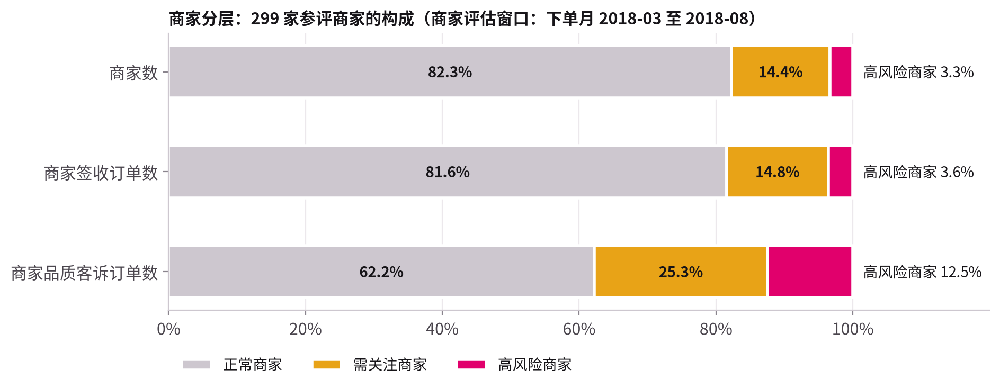 商家分层：299 家参评商家的构成（商家评估窗口：下单月 2018-03 至 2018-08）
商家数
82.3%
14.4%
高风险商家 3.3%
商家签收订单数
81.6%
14.8%
高风险商家 3.6%
商家品质客诉订单数
62.2%
25.3%
高风险商家 12.5%
0%
20%
40%
60%
80%
100%
正常商家
需关注商家
高风险商家